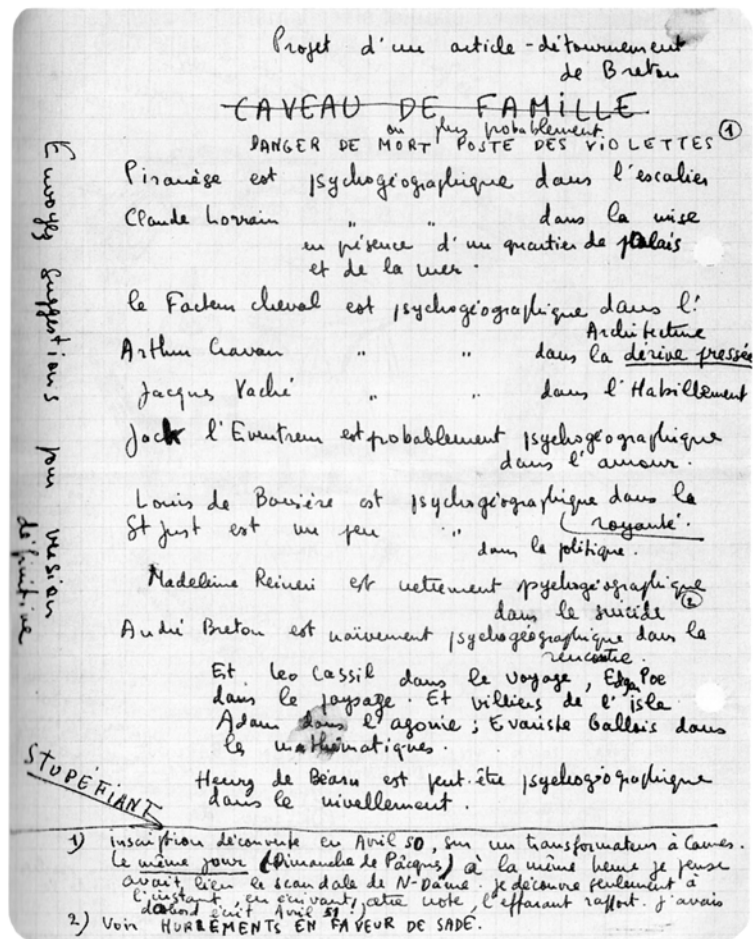 Projet d'un article-détournement
de Breton
CAVEAU DE FAMILLE
ou plus probablement
DANGER DE MORT POSTE DES VIOLETTES ①
Piranèse est psychogéographique dans l'escalier
Claude Lorrain " " dans la mise
en présence d'un quartier de palais
et de la mer.
le Facteur cheval est psychogéographique dans l'
Architecture
Arthur Cravan " " dans la dérive pressée
Jacques Vaché " " dans l'Habillement
Jack l'Eventreur est probablement psychogéographique
dans l'amour.
Louis de Bavière est psychogéographique dans la
royauté.
St Just est un peu " dans la politique.
Madeleine Reineri est nettement psychogéographique
dans le suicide ②
André Breton est naïvement psychogéographique dans la
rencontre.
Et leo Cassil dans le voyage, Edgar Poe
dans le paysage. Et villiers de l'isle
Adam dans l'agonie ; Evariste Gallois dans
les mathématiques.
Henry de Béarn est peut-être psychogéographique
dans le nivellement.
Envoyez suggestions pour version
définitive
STUPÉFIANT
1) inscription découverte en Avril 50, sur un transformateur à Cannes.
Le même jour (Dimanche de Pâcques) à la même heure je pense
avait lieu le scandale de N-Dame. je découvre seulement à
l'instant, en écrivant cette note, l'effarant rapport. j'avais
d'abord écrit Avril 51 !)
2) Voir HURLEMENTS EN FAVEUR DE SADE.